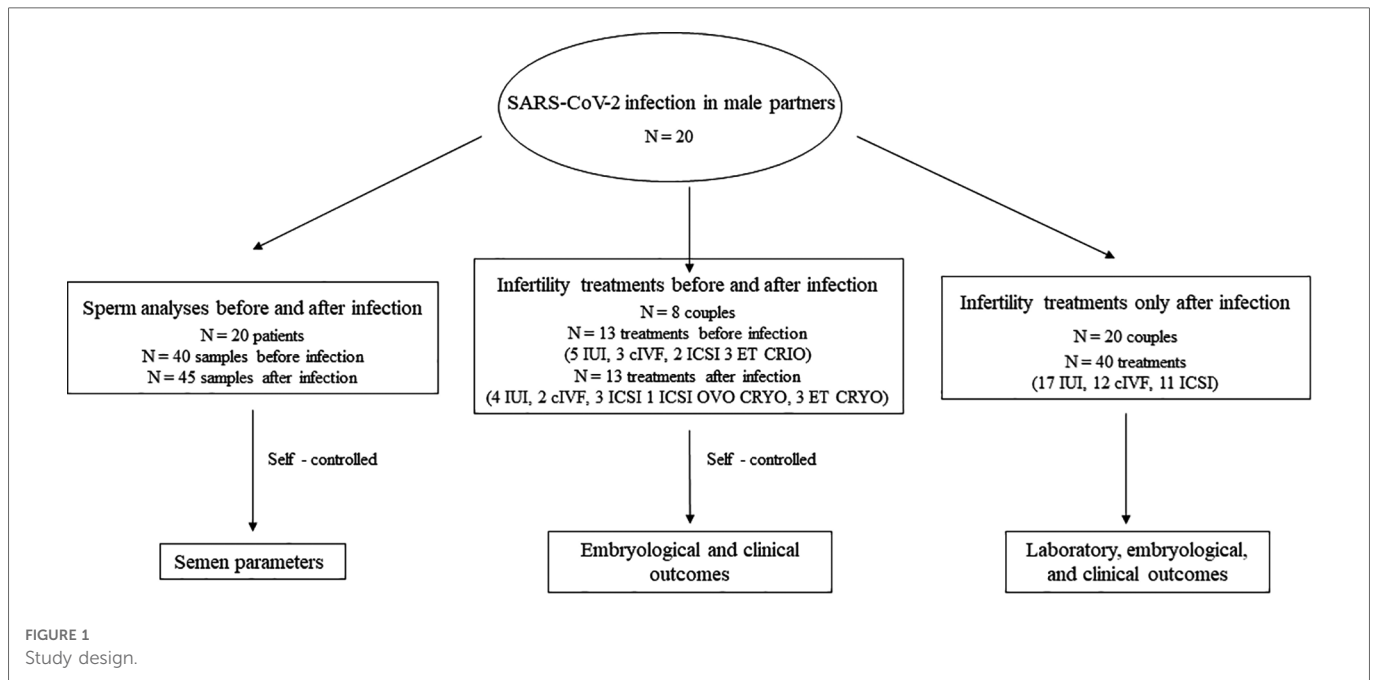 SARS-CoV-2 infection in male partners
N = 20
Sperm analyses before and after infection
N = 20 patients
N = 40 samples before infection
N = 45 samples after infection
Infertility treatments before and after infection
N = 8 couples
N = 13 treatments before infection
(5 IUI, 3 cIVF, 2 ICSI 3 ET CRIO)
N = 13 treatments after infection
(4 IUI, 2 cIVF, 3 ICSI 1 ICSI OVO CRYO, 3 ET CRYO)
Infertility treatments only after infection
N = 20 couples
N = 40 treatments
(17 IUI, 12 cIVF, 11 ICSI)
Self - controlled
Self - controlled
Semen parameters
Embryological and clinical
outcomes
Laboratory, embryological,
and clinical outcomes
FIGURE 1
Study design.